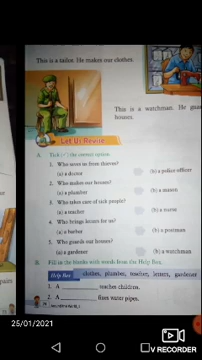 This is a tailor. He makes our clothes.
This is a watchman. He gua
houses.
Let Us Revise
A. Tick (✓) the correct option.
1. Who saves us from thieves?
(a) a doctor (b) a police officer
2. Who makes our houses?
(a) a plumber (b) a mason
3. Who takes care of sick people?
(a) a teacher (b) a nurse
4. Who brings letters for us?
(a) a barber (b) a postman
5. Who guards our houses?
(a) a gardener (b) a watchman
B. Fill in the blanks with words from the Help Box.
Help Box clothes, plumber, teacher, letters, gardener
1. A ________ teaches children.
2. A ________ fixes water pipes.
25/01/2021
V RECORDER